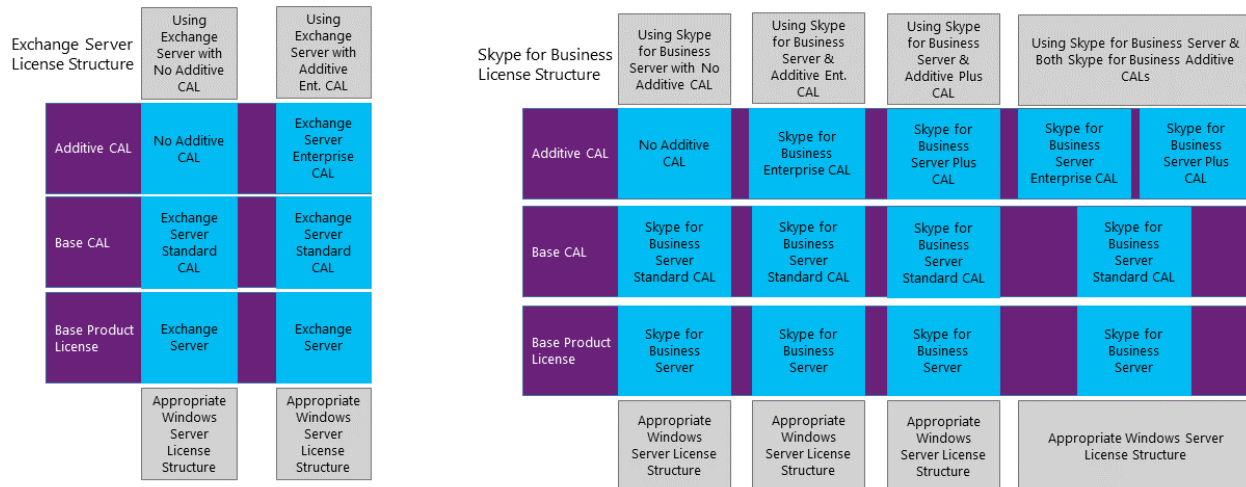 Exchange Server
License Structure
Using
Exchange
Server with
No Additive
CAL
Using
Exchange
Server with
Additive
Ent. CAL
Additive CAL
No Additive
CAL
Exchange
Server
Enterprise
CAL
Base CAL
Exchange
Server
Standard
CAL
Exchange
Server
Standard
CAL
Base Product
License
Exchange
Server
Exchange
Server
Appropriate
Windows
Server
License
Structure
Appropriate
Windows
Server
License
Structure
Skype for Business
License Structure
Using Skype
for Business
Server with No
Additive CAL
Using Skype
for Business
Server &
Additive Ent.
CAL
Using Skype
for Business
Server &
Additive Plus
CAL
Using Skype for Business Server &
Both Skype for Business Additive
CALs
Additive CAL
No Additive
CAL
Skype for
Business
Enterprise CAL
Skype for
Business
Server Plus
CAL
Skype for
Business
Server
Enterprise CAL
Skype for
Business
Server Plus
CAL
Base CAL
Skype for
Business
Server
Standard CAL
Skype for
Business
Server
Standard CAL
Skype for
Business
Server
Standard CAL
Skype for
Business
Server
Standard CAL
Base Product
License
Skype for
Business
Server
Skype for
Business
Server
Skype for
Business
Server
Skype for
Business
Server
Appropriate
Windows
Server License
Structure
Appropriate
Windows
Server License
Structure
Appropriate
Windows
Server License
Structure
Appropriate Windows Server
License Structure